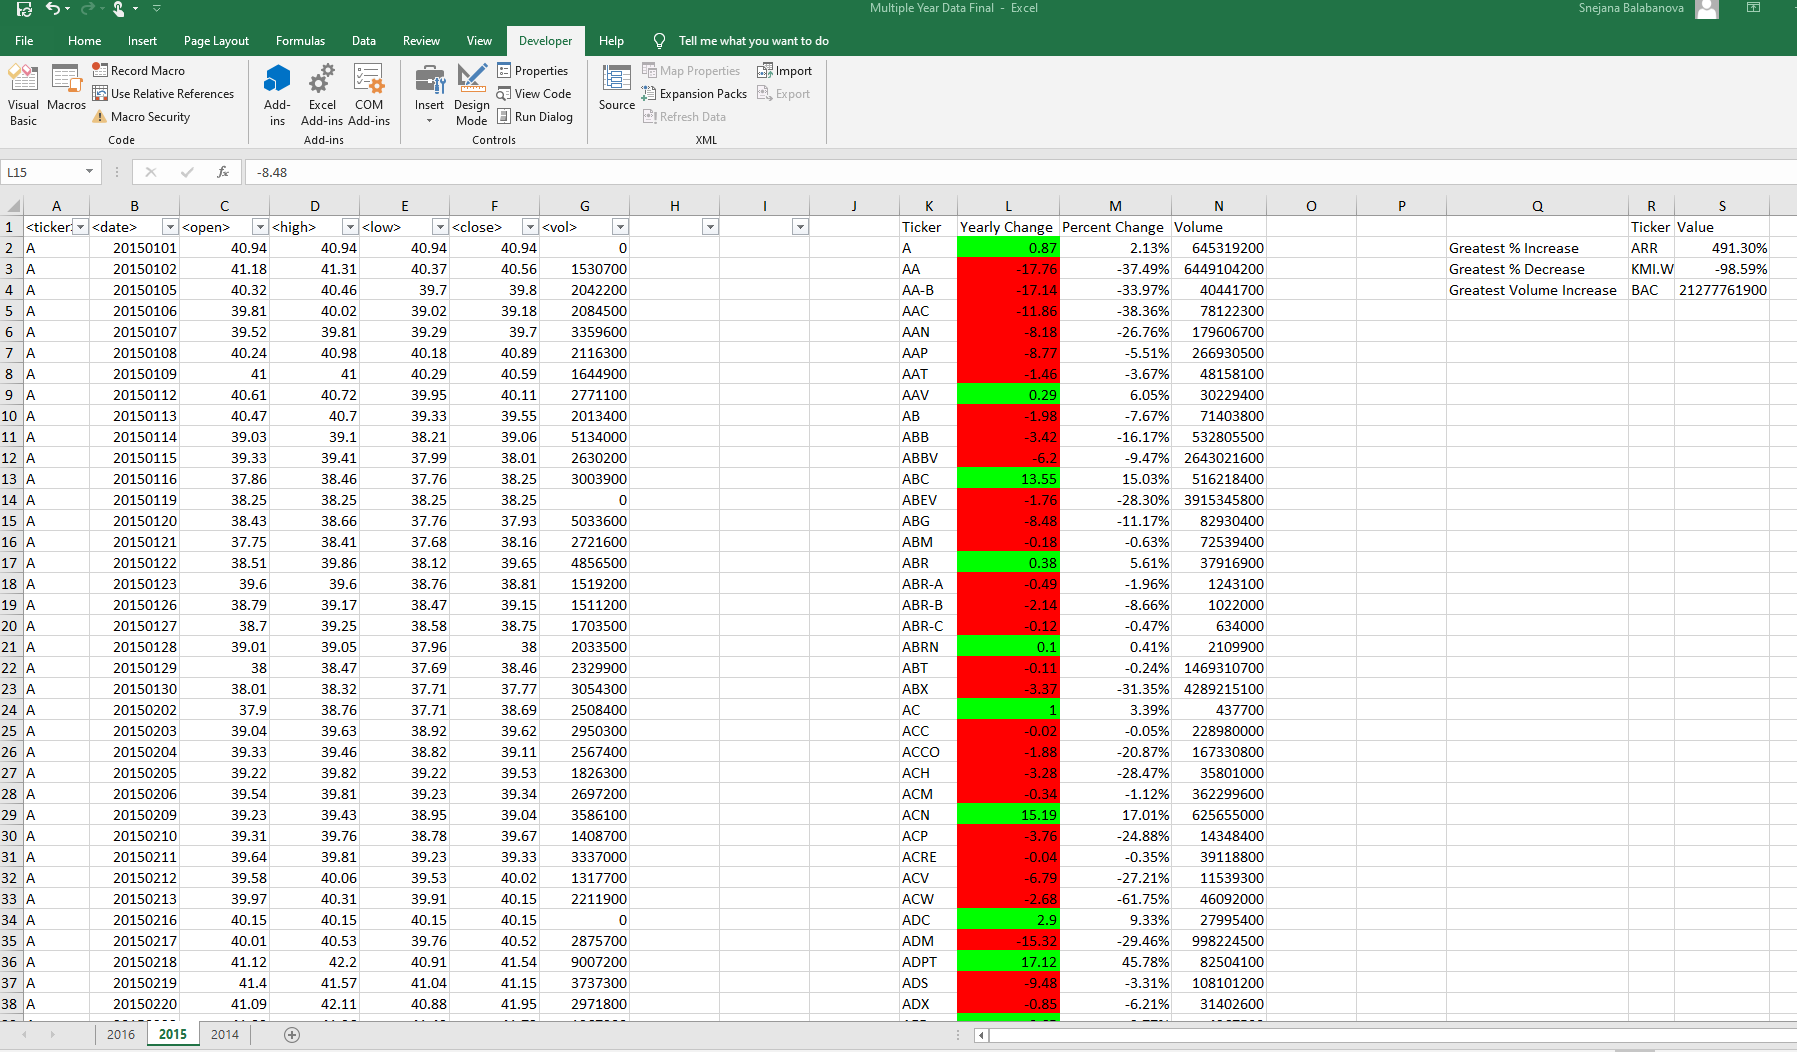 Multiple Year Data Final - Excel
Snejana Balabanova
File Home Insert Page Layout Formulas Data Review View Developer Help Tell me what you want to do
Visual Basic
Macros
Record Macro
Use Relative References
Macro Security
Code
Add-ins
Excel Add-ins
COM Add-ins
Add-ins
Insert
Design Mode
Properties
View Code
Run Dialog
Controls
Source
Map Properties
Expansion Packs
Refresh Data
Import
Export
XML
L15 fx -8.48
A B C D E F G H I J K L M N O P Q R S
1 <ticker> <date> <open> <high> <low> <close> <vol> Ticker Yearly Change Percent Change Volume Ticker Value
2 A 20150101 40.94 40.94 40.94 40.94 0 A 0.87 2.13% 645319200 Greatest % Increase ARR 491.30%
3 A 20150102 41.18 41.31 40.37 40.56 1530700 AA -17.76 -37.49% 6449104200 Greatest % Decrease KMI.W -98.59%
4 A 20150105 40.32 40.46 39.7 39.8 2042200 AA-B -17.14 -33.97% 40441700 Greatest Volume Increase BAC 21277761900
5 A 20150106 39.81 40.02 39.02 39.18 2084500 AAC -11.86 -38.36% 78122300
6 A 20150107 39.52 39.81 39.29 39.7 3359600 AAN -8.18 -26.76% 179606700
7 A 20150108 40.24 40.98 40.18 40.89 2116300 AAP -8.77 -5.51% 266930500
8 A 20150109 41 41 40.29 40.59 1644900 AAT -1.46 -3.67% 48158100
9 A 20150112 40.61 40.72 39.95 40.11 2771100 AAV 0.29 6.05% 30229400
10 A 20150113 40.47 40.7 39.33 39.55 2013400 AB -1.98 -7.67% 71403800
11 A 20150114 39.03 39.1 38.21 39.06 5134000 ABB -3.42 -16.17% 532805500
12 A 20150115 39.33 39.41 37.99 38.01 2630200 ABBV -6.2 -9.47% 2643021600
13 A 20150116 37.86 38.46 37.76 38.25 3003900 ABC 13.55 15.03% 516218400
14 A 20150119 38.25 38.25 38.25 38.25 0 ABEV -1.76 -28.30% 3915345800
15 A 20150120 38.43 38.66 37.76 37.93 5033600 ABG -8.48 -11.17% 82930400
16 A 20150121 37.75 38.41 37.68 38.16 2721600 ABM -0.18 -0.63% 72539400
17 A 20150122 38.51 39.86 38.12 39.65 4856500 ABR 0.38 5.61% 37916900
18 A 20150123 39.6 39.6 38.76 38.81 1519200 ABR-A -0.49 -1.96% 1243100
19 A 20150126 38.79 39.17 38.47 39.15 1511200 ABR-B -2.14 -8.66% 1022000
20 A 20150127 38.7 39.25 38.58 38.75 1703500 ABR-C -0.12 -0.47% 634000
21 A 20150128 39.01 39.05 37.96 38 2033500 ABRN 0.1 0.41% 2109900
22 A 20150129 38 38.47 37.69 38.46 2329900 ABT -0.11 -0.24% 1469310700
23 A 20150130 38.01 38.32 37.71 37.77 3054300 ABX -3.37 -31.35% 4289215100
24 A 20150202 37.9 38.76 37.71 38.69 2508400 AC 1 3.39% 437700
25 A 20150203 39.04 39.63 38.92 39.62 2950300 ACC -0.02 -0.05% 228980000
26 A 20150204 39.33 39.46 38.82 39.11 2567400 ACCO -1.88 -20.87% 167330800
27 A 20150205 39.22 39.82 39.22 39.53 1826300 ACH -3.28 -28.47% 35801000
28 A 20150206 39.54 39.81 39.23 39.34 2697200 ACM -0.34 -1.12% 362299600
29 A 20150209 39.23 39.43 38.95 39.04 3586100 ACN 15.19 17.01% 625655000
30 A 20150210 39.31 39.76 38.78 39.67 1408700 ACP -3.76 -24.88% 14348400
31 A 20150211 39.64 39.81 39.23 39.33 3337000 ACRE -0.04 -0.35% 39118800
32 A 20150212 39.58 40.06 39.53 40.02 1317700 ACV -6.79 -27.21% 11539300
33 A 20150213 39.97 40.31 39.91 40.15 2211900 ACW -2.68 -61.75% 46092000
34 A 20150216 40.15 40.15 40.15 40.15 0 ADC 2.9 9.33% 27995400
35 A 20150217 40.01 40.53 39.76 40.52 2875700 ADM -15.32 -29.46% 998224500
36 A 20150218 41.12 42.2 40.91 41.54 9007200 ADPT 17.12 45.78% 82504100
37 A 20150219 41.4 41.57 41.04 41.15 3737300 ADS -9.48 -3.31% 108101200
38 A 20150220 41.09 42.11 40.88 41.95 2971800 ADX -0.85 -6.21% 31402600
2016 2015 2014